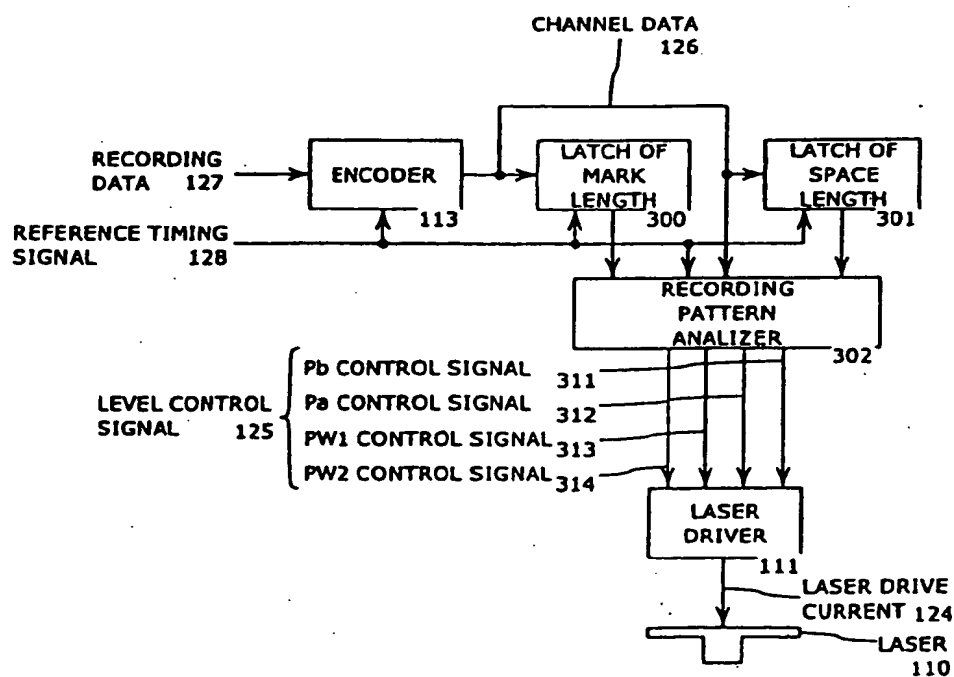 CHANNEL DATA
126
RECORDING
DATA 127
ENCODER
113
LATCH OF
MARK
LENGTH
300
LATCH OF
SPACE
LENGTH
301
REFERENCE TIMING
SIGNAL 128
RECORDING
PATTERN
ANALIZER
302
LEVEL CONTROL
SIGNAL 125
Pb CONTROL SIGNAL 311
Pa CONTROL SIGNAL 312
PW1 CONTROL SIGNAL 313
PW2 CONTROL SIGNAL 314
LASER
DRIVER
111
LASER DRIVE
CURRENT 124
LASER
110